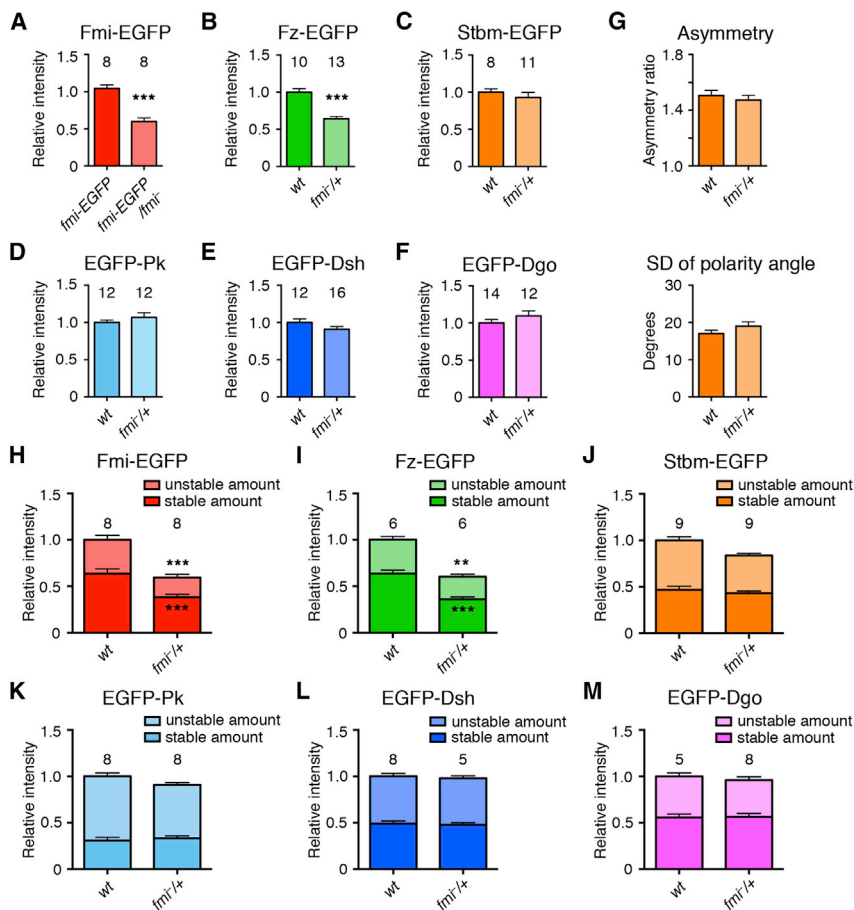 A
Fmi-EGFP
8 8
***
Relative intensity
1.5
1.0
0.5
0
fmi-EGFP
fmi-EGFP
/fmi⁻
B
Fz-EGFP
10 13
***
Relative intensity
1.5
1.0
0.5
0
wt
fmi⁻/+
C
Stbm-EGFP
8 11
Relative intensity
1.5
1.0
0.5
0
wt
fmi⁻/+
G
Asymmetry
Asymmetry ratio
1.8
1.4
1.0
wt
fmi⁻/+
D
EGFP-Pk
12 12
Relative intensity
1.5
1.0
0.5
wt
fmi⁻/+
E
EGFP-Dsh
12 16
Relative intensity
1.5
1.0
0.5
0
wt
fmi⁻/+
F
EGFP-Dgo
14 12
Relative intensity
1.5
1.0
0.5
0
wt
fmi⁻/+
SD of polarity angle
Degrees
30
20
10
0
wt
fmi⁻/+
H
Fmi-EGFP
unstable amount
stable amount
8 8
***
***
Relative intensity
1.5
1.0
0.5
0
wt
fmi⁻/+
I
Fz-EGFP
unstable amount
stable amount
6 6
**
***
Relative intensity
1.5
1.0
0.5
0
wt
fmi⁻/+
J
Stbm-EGFP
unstable amount
stable amount
9 9
Relative intensity
1.5
1.0
0.5
0
wt
fmi⁻/+
K
EGFP-Pk
unstable amount
stable amount
8 8
Relative intensity
1.5
1.0
0.5
0
wt
fmi⁻/+
L
EGFP-Dsh
unstable amount
stable amount
8 5
Relative intensity
1.5
1.0
0.5
0
wt
fmi⁻/+
M
EGFP-Dgo
unstable amount
stable amount
5 8
Relative intensity
1.5
1.0
0.5
0
wt
fmi⁻/+